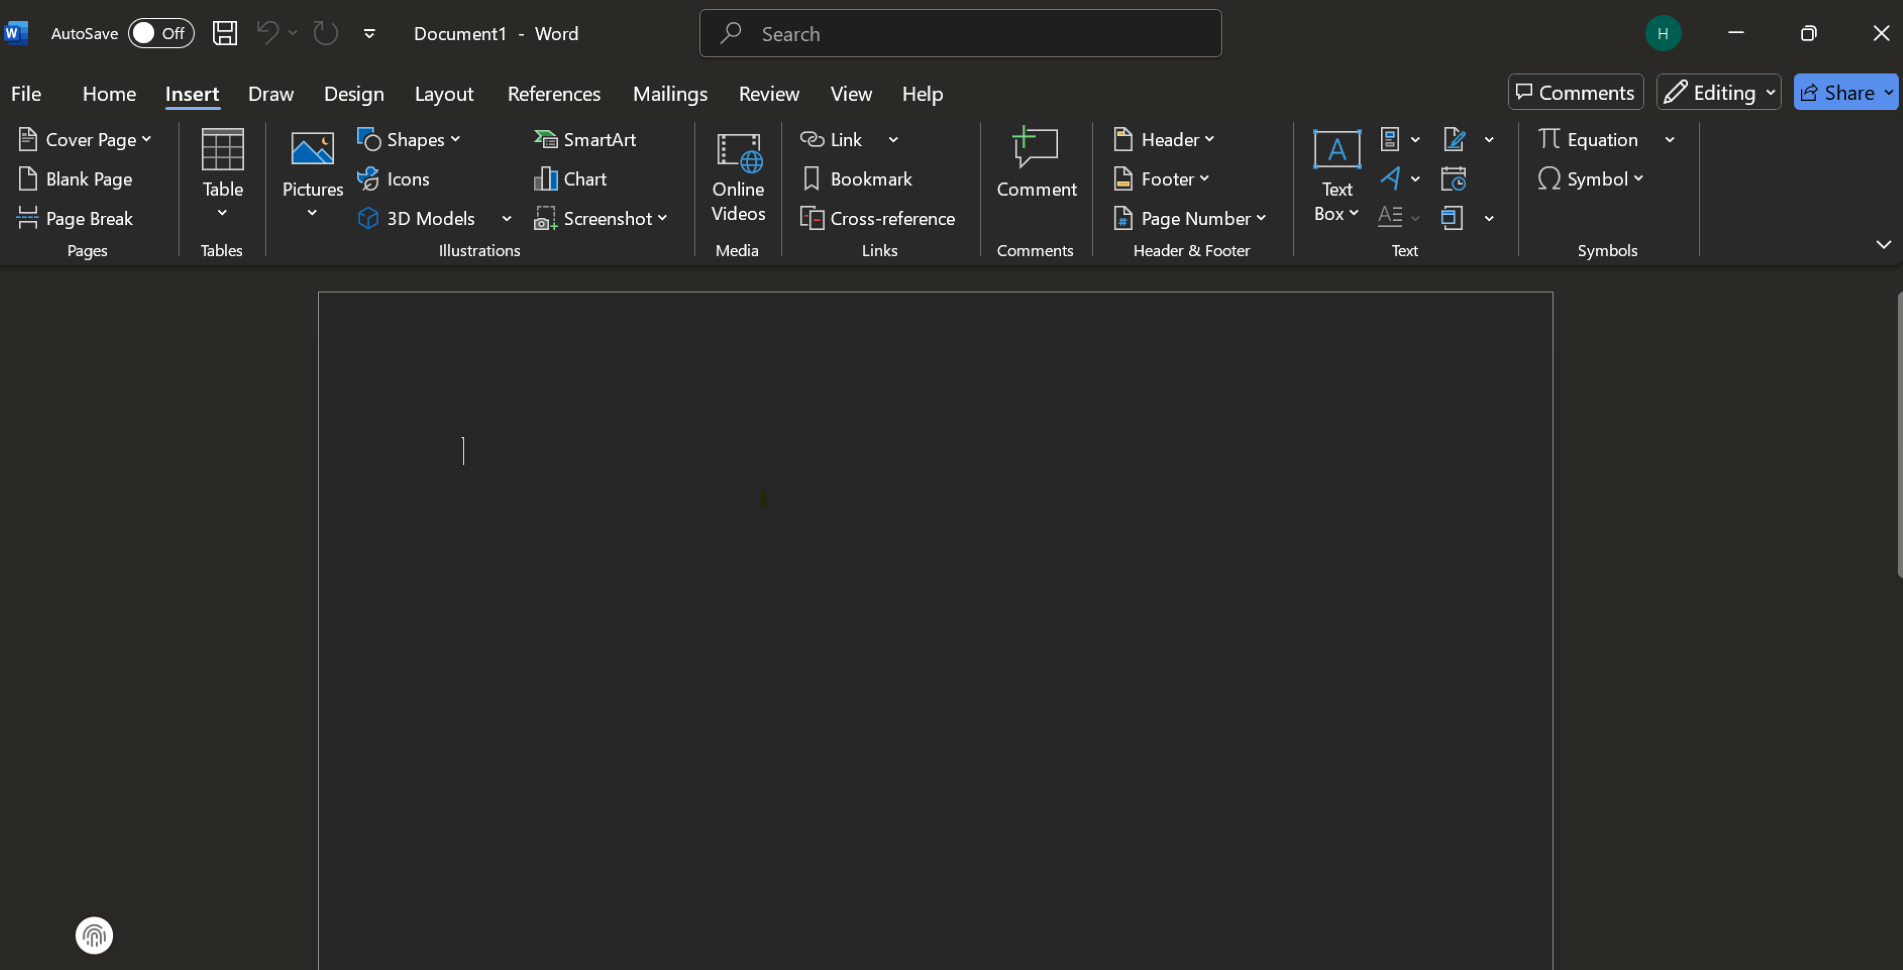 W AutoSave Off Document1 - Word Search H
File Home Insert Draw Design Layout References Mailings Review View Help Comments Editing Share
Cover Page
Blank Page
Page Break
Pages
Table
Tables
Pictures
Shapes
Icons
3D Models
SmartArt
Chart
Screenshot
Illustrations
Online
Videos
Media
Link
Bookmark
Cross-reference
Links
Comment
Comments
Header
Footer
Page Number
Header & Footer
A
Text
Box
A
A
Text
Equation
Symbol
Symbols